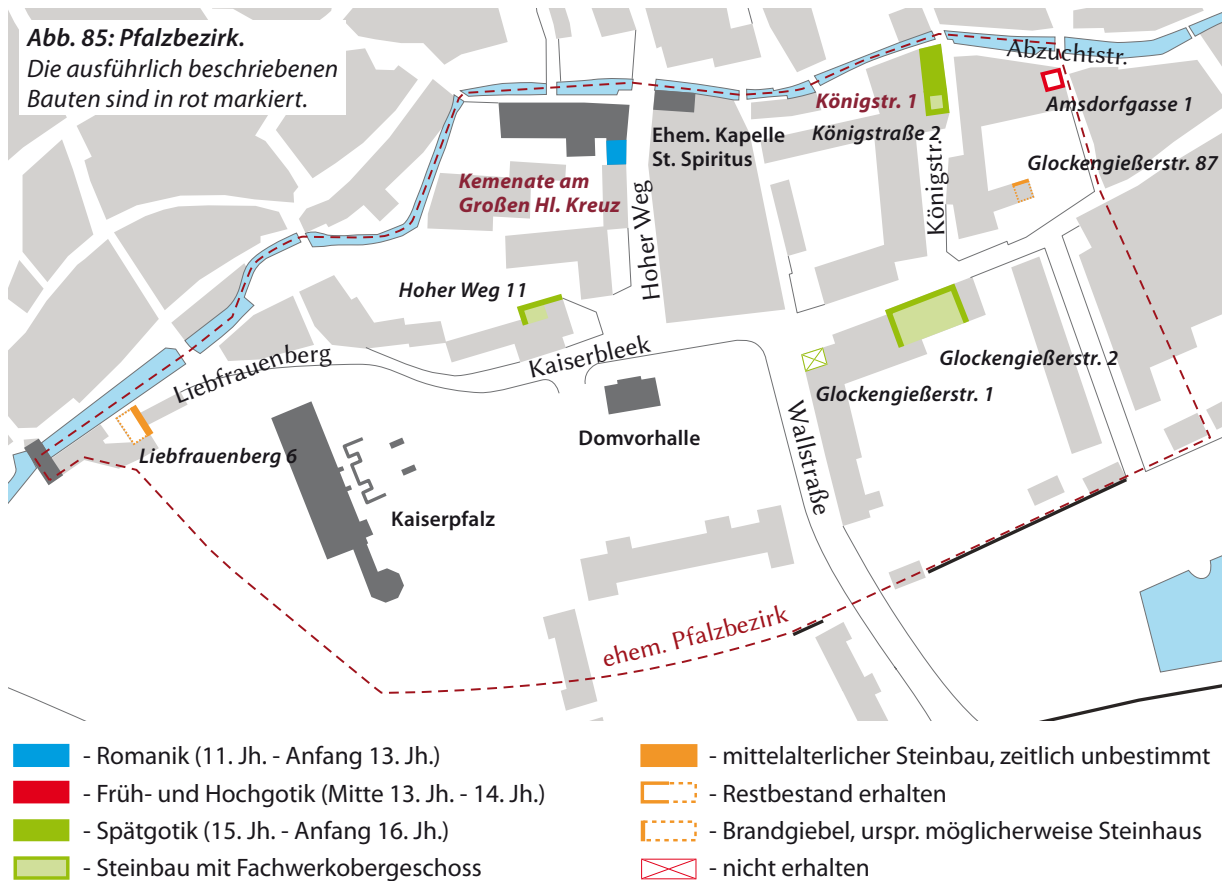 Abb. 85: Pfalzbezirk.
Die ausführlich beschriebenen
Bauten sind in rot markiert.
Abzuchtstr.
Königstr. 1
Königstraße 2
Amsdorfgasse 1
Ehem. Kapelle
St. Spiritus
Glockengießerstr. 87
Kemenate am
Großen Hl. Kreuz
Hoher Weg
Königstr.
Hoher Weg 11
Kaiserbleek
Liebfrauenberg
Glockengießerstr. 2
Glockengießerstr. 1
Domvorhalle
Wallstraße
Liebfrauenberg 6
Kaiserpfalz
ehem. Pfalzbezirk
- Romanik (11. Jh. - Anfang 13. Jh.)
- Früh- und Hochgotik (Mitte 13. Jh. - 14. Jh.)
- Spätgotik (15. Jh. - Anfang 16. Jh.)
- Steinbau mit Fachwerkobergeschoss
- mittelalterlicher Steinbau, zeitlich unbestimmt
- Restbestand erhalten
- Brandgiebel, urspr. möglicherweise Steinhaus
- nicht erhalten